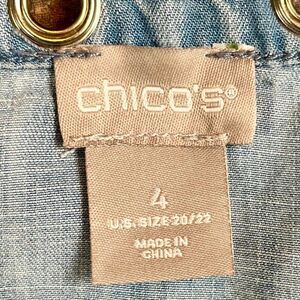 chico's®
4
U.S. SIZE 20/22
MADE IN
CHINA